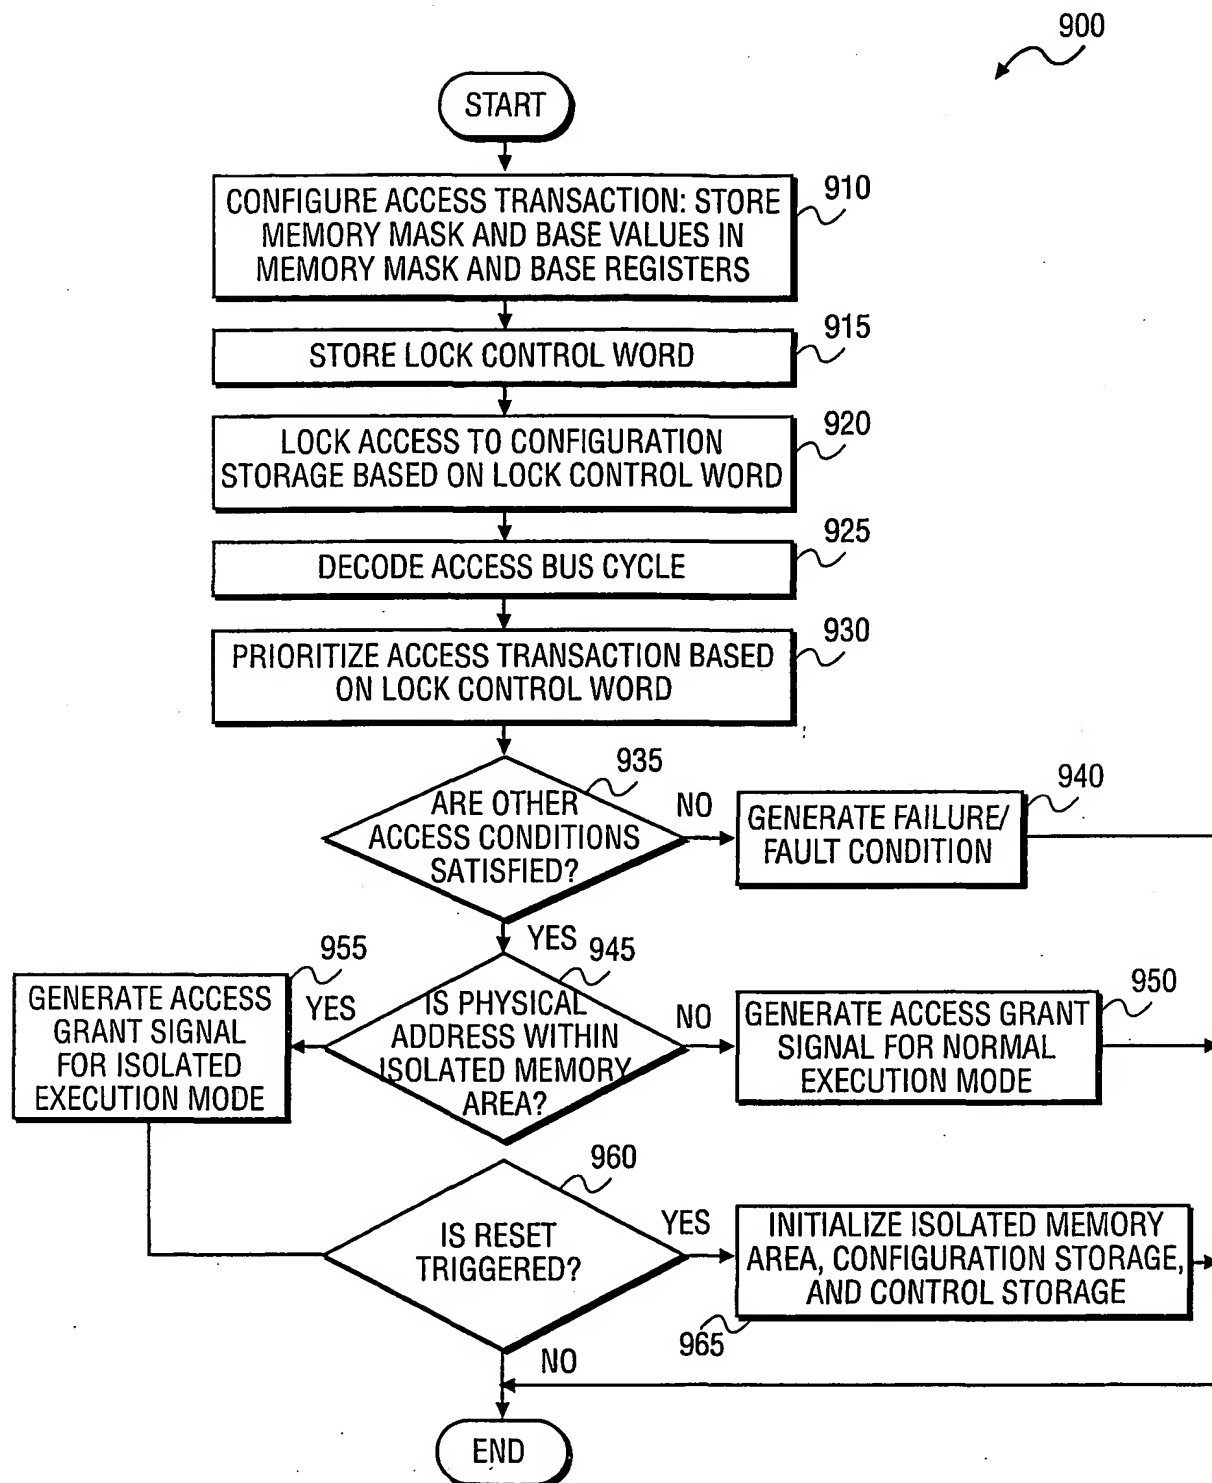 900
START
CONFIGURE ACCESS TRANSACTION: STORE
MEMORY MASK AND BASE VALUES IN
MEMORY MASK AND BASE REGISTERS
910
STORE LOCK CONTROL WORD
915
LOCK ACCESS TO CONFIGURATION
STORAGE BASED ON LOCK CONTROL WORD
920
DECODE ACCESS BUS CYCLE
925
PRIORITIZE ACCESS TRANSACTION BASED
ON LOCK CONTROL WORD
930
ARE OTHER
ACCESS CONDITIONS
SATISFIED?
935
NO
GENERATE FAILURE/
FAULT CONDITION
940
YES
IS PHYSICAL
ADDRESS WITHIN
ISOLATED MEMORY
AREA?
945
YES
GENERATE ACCESS
GRANT SIGNAL
FOR ISOLATED
EXECUTION MODE
955
NO
GENERATE ACCESS GRANT
SIGNAL FOR NORMAL
EXECUTION MODE
950
IS RESET
TRIGGERED?
960
YES
INITIALIZE ISOLATED MEMORY
AREA, CONFIGURATION STORAGE,
AND CONTROL STORAGE
965
NO
END